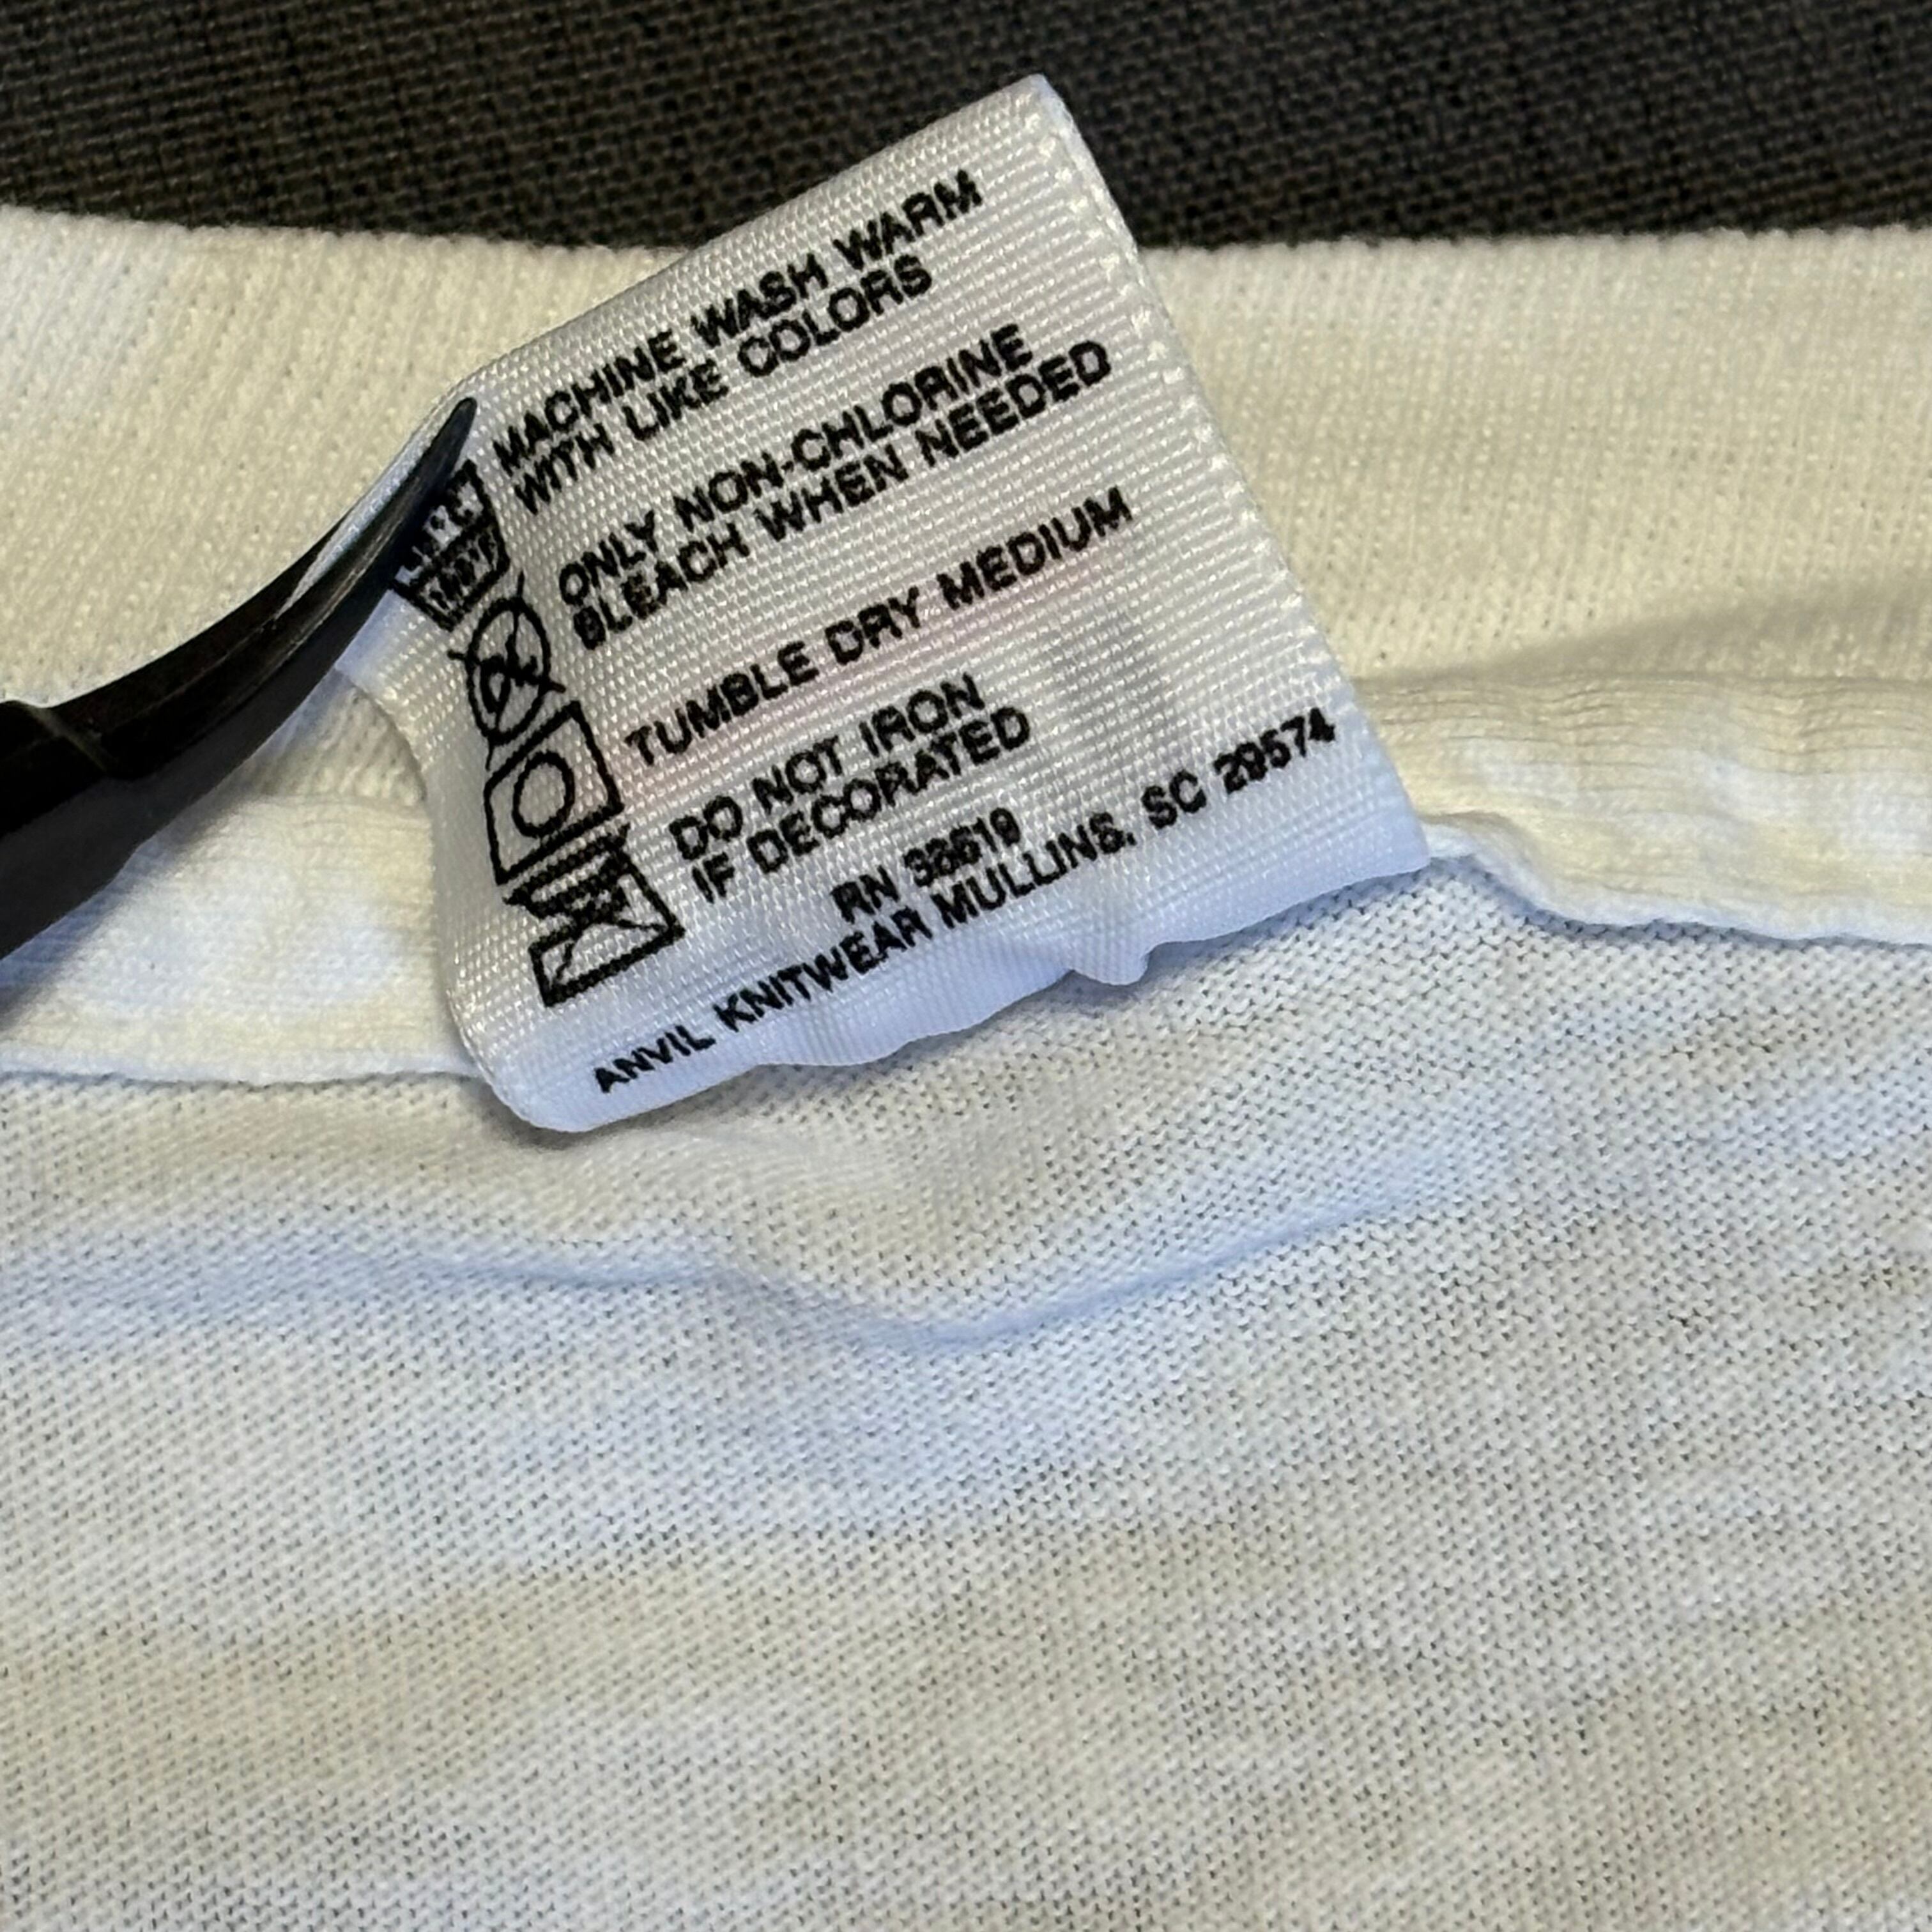 MACHINE WASH WARM
WITH LIKE COLORS
ONLY NON-CHLORINE
BLEACH WHEN NEEDED
TUMBLE DRY MEDIUM
DO NOT IRON
IF DECORATED
RN
ANVIL KNITWEAR MULLINS, SC 29574